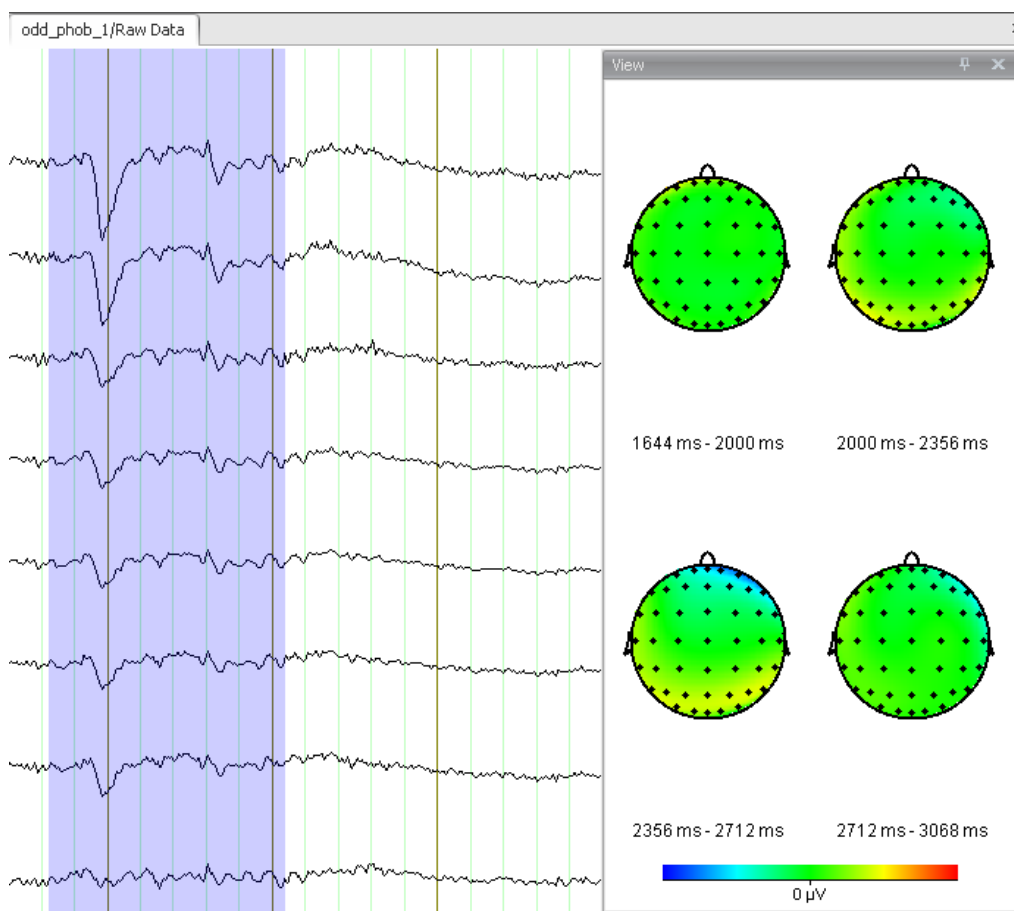 odd_phob_1/Raw Data
View
1644 ms - 2000 ms
2000 ms - 2356 ms
2356 ms - 2712 ms
2712 ms - 3068 ms
0 µV